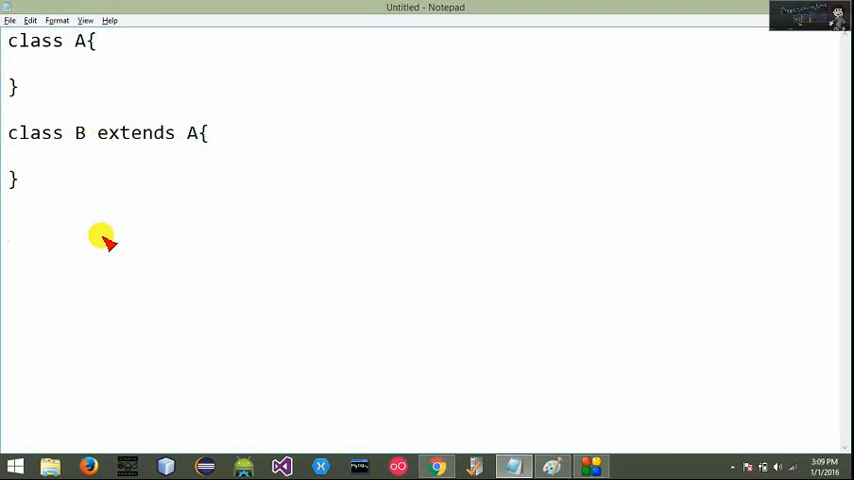 Untitled - Notepad
File Edit Format View Help
class A{
}
class B extends A{
}
3:09 PM
1/1/2016